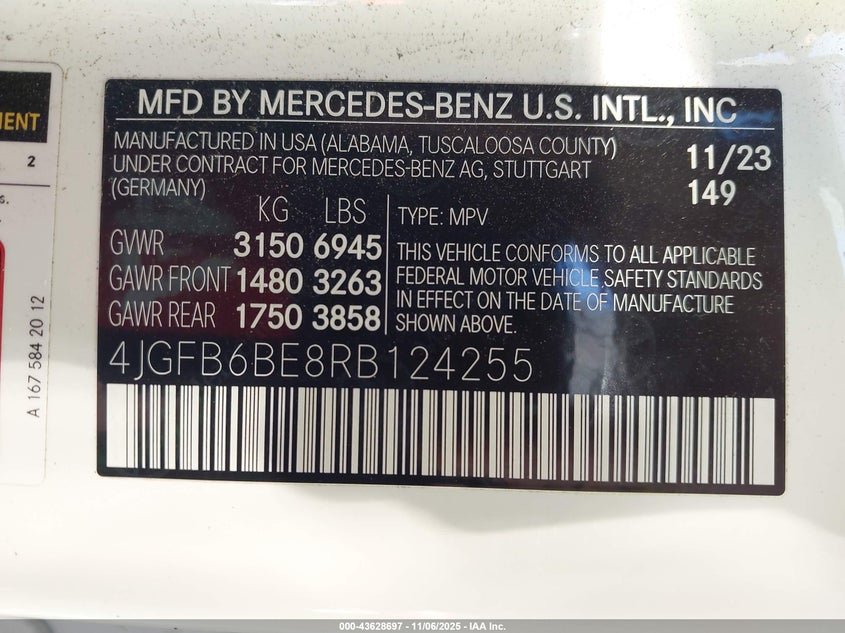 MENT
2
s.
A 167 584 20 12
MFD BY MERCEDES-BENZ U.S. INTL., INC
MANUFACTURED IN USA (ALABAMA, TUSCALOOSA COUNTY)
UNDER CONTRACT FOR MERCEDES-BENZ AG, STUTTGART
(GERMANY)
11/23
149
KG LBS
GVWR 3150 6945
GAWR FRONT 1480 3263
GAWR REAR 1750 3858
TYPE: MPV
THIS VEHICLE CONFORMS TO ALL APPLICABLE
FEDERAL MOTOR VEHICLE SAFETY STANDARDS
IN EFFECT ON THE DATE OF MANUFACTURE
SHOWN ABOVE.
4JGFB6BE8RB124255
000-43628697 - 11/06/2025 - IAA Inc.